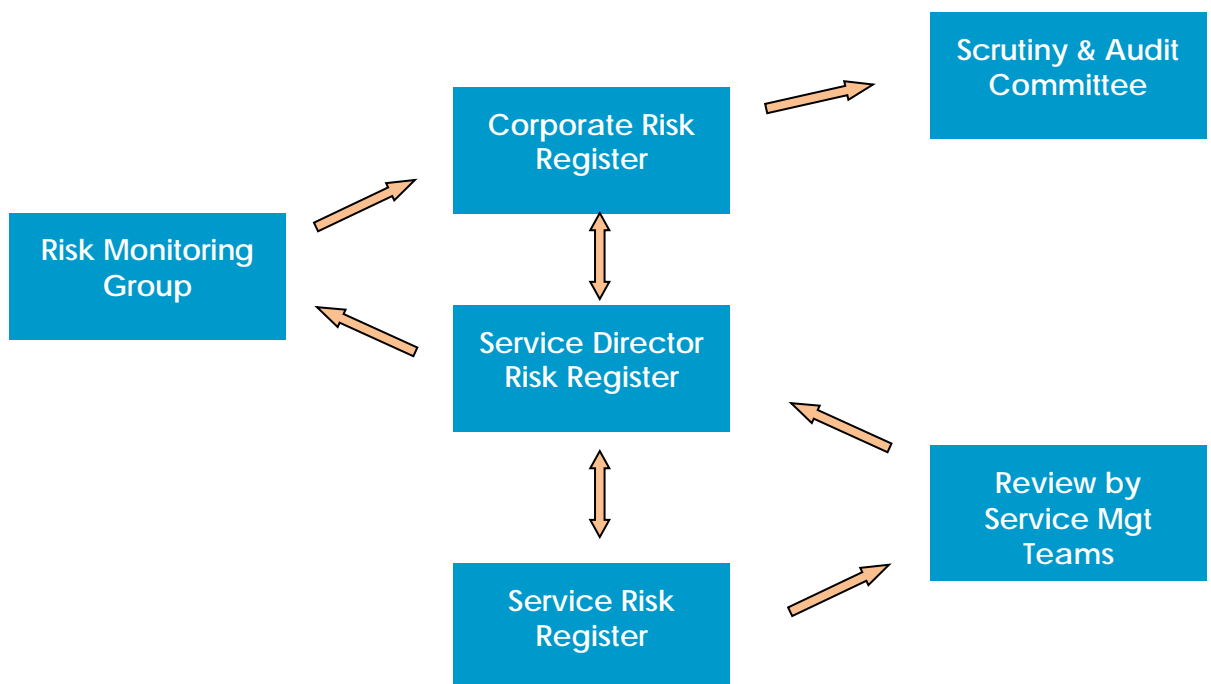 Scrutiny & Audit
Committee
Corporate Risk
Register
Risk Monitoring
Group
Service Director
Risk Register
Review by
Service Mgt
Teams
Service Risk
Register